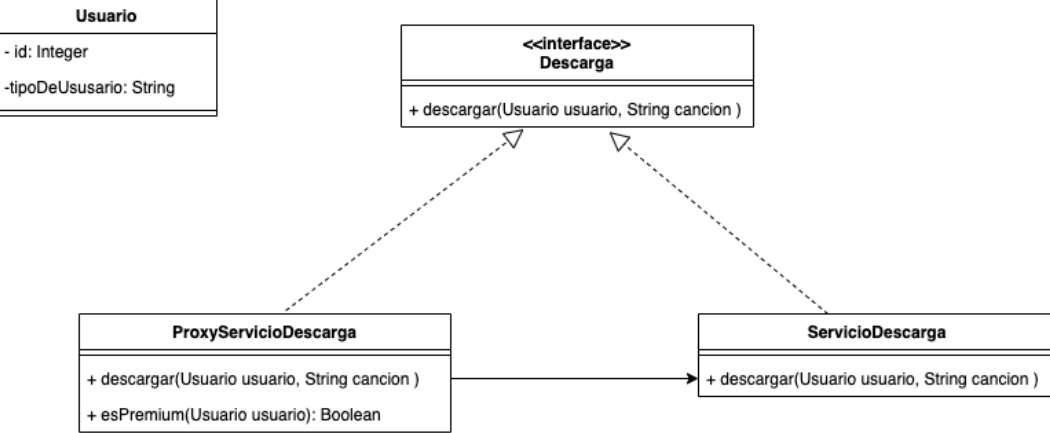 Usuario
- id: Integer
-tipoDeUsusario: String
<<interface>>
Descarga
+ descargar(Usuario usuario, String cancion )
ProxyServicioDescarga
+ descargar(Usuario usuario, String cancion )
+ esPremium(Usuario usuario): Boolean
ServicioDescarga
+ descargar(Usuario usuario, String cancion )